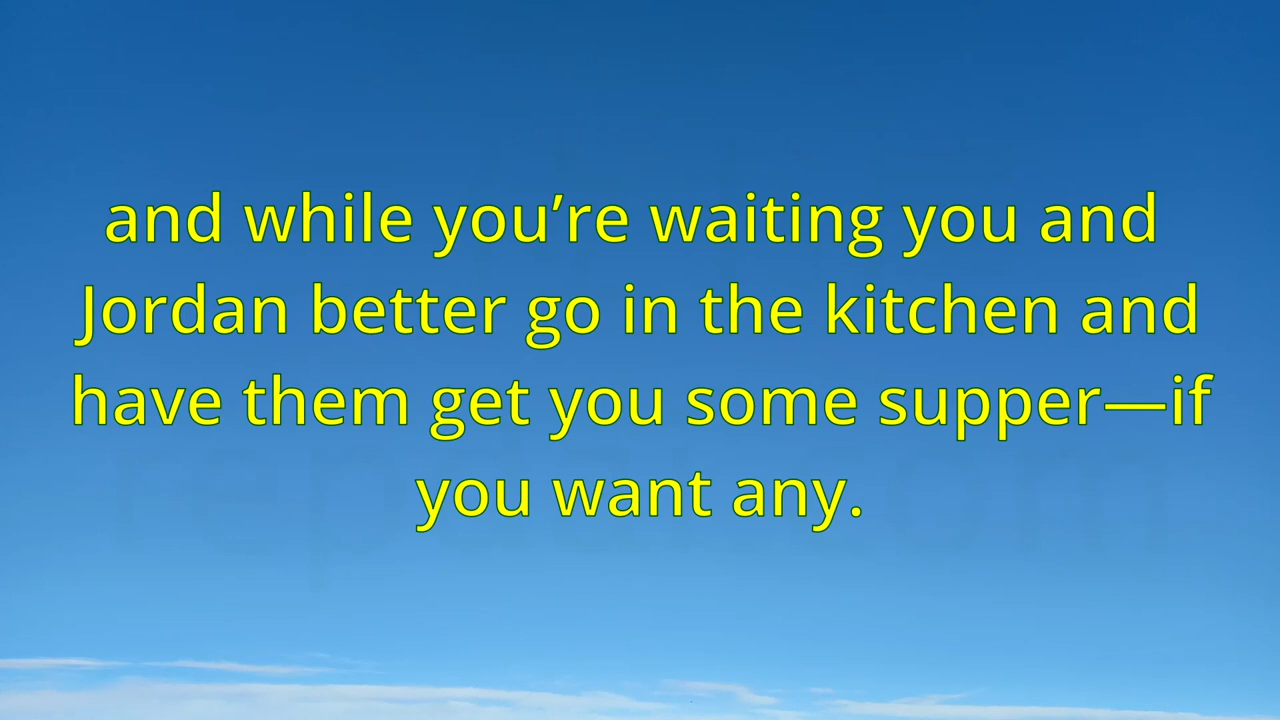 and while you’re waiting you and
Jordan better go in the kitchen and
have them get you some supper—if
you want any.